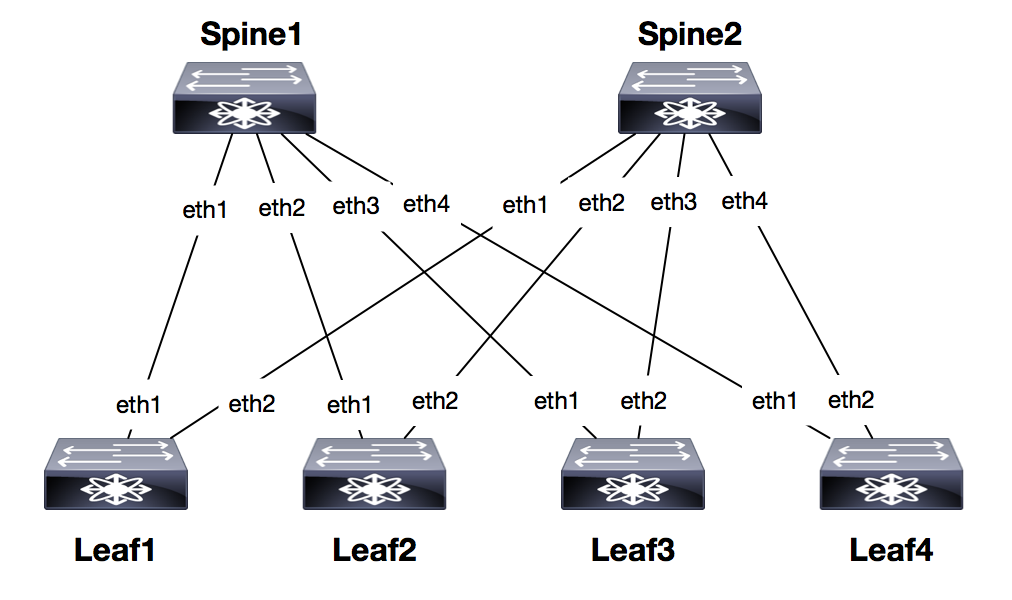 Spine1 Spine2
eth1 eth2 eth3 eth4 eth1 eth2 eth3 eth4
eth1 eth2 eth1 eth2 eth1 eth2 eth1 eth2
Leaf1 Leaf2 Leaf3 Leaf4